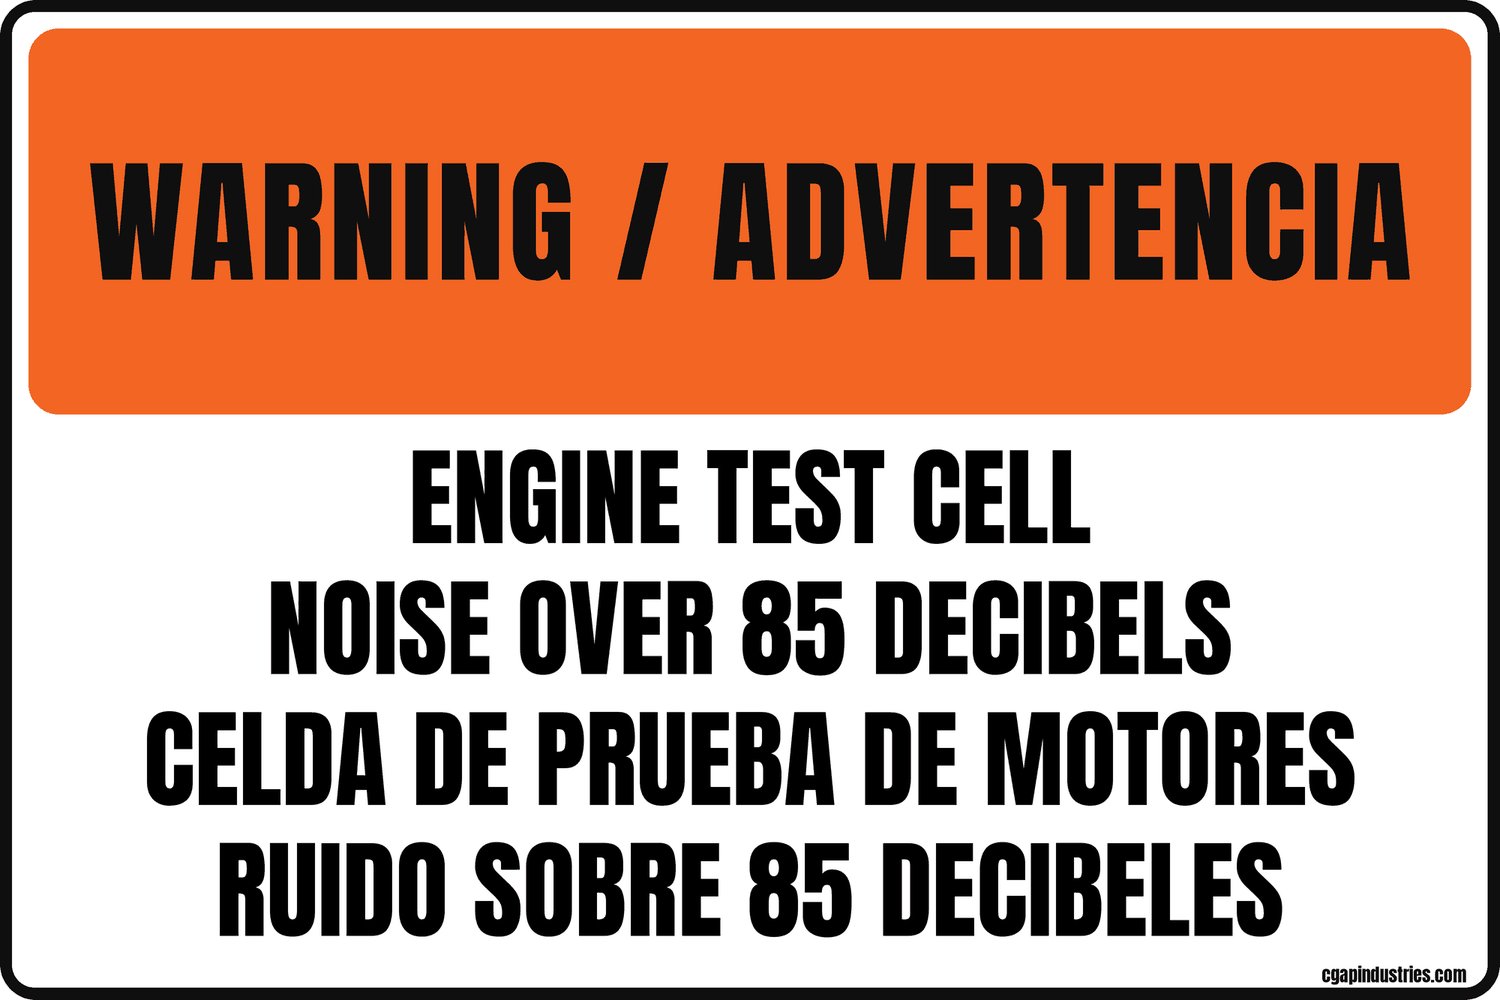 WARNING / ADVERTENCIA
ENGINE TEST CELL
NOISE OVER 85 DECIBELS
CELDA DE PRUEBA DE MOTORES
RUIDO SOBRE 85 DECIBELES
cgapindustries.com